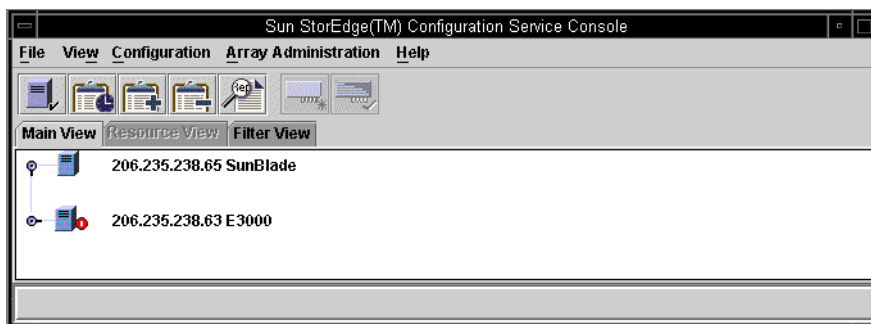 Sun StorEdge(TM) Configuration Service Console
File View Configuration Array Administration Help
Rep
Main View Resource View Filter View
206.235.238.65 SunBlade
206.235.238.63 E3000